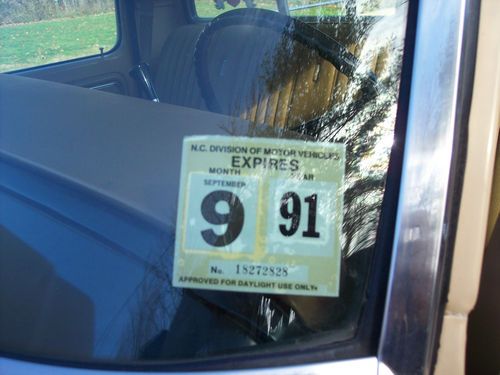 N.C. DIVISION OF MOTOR VEHICLES
EXPIRES
MONTH YEAR
SEPTEMBER
9 91
No. 18272828
APPROVED FOR DAYLIGHT USE ONLY